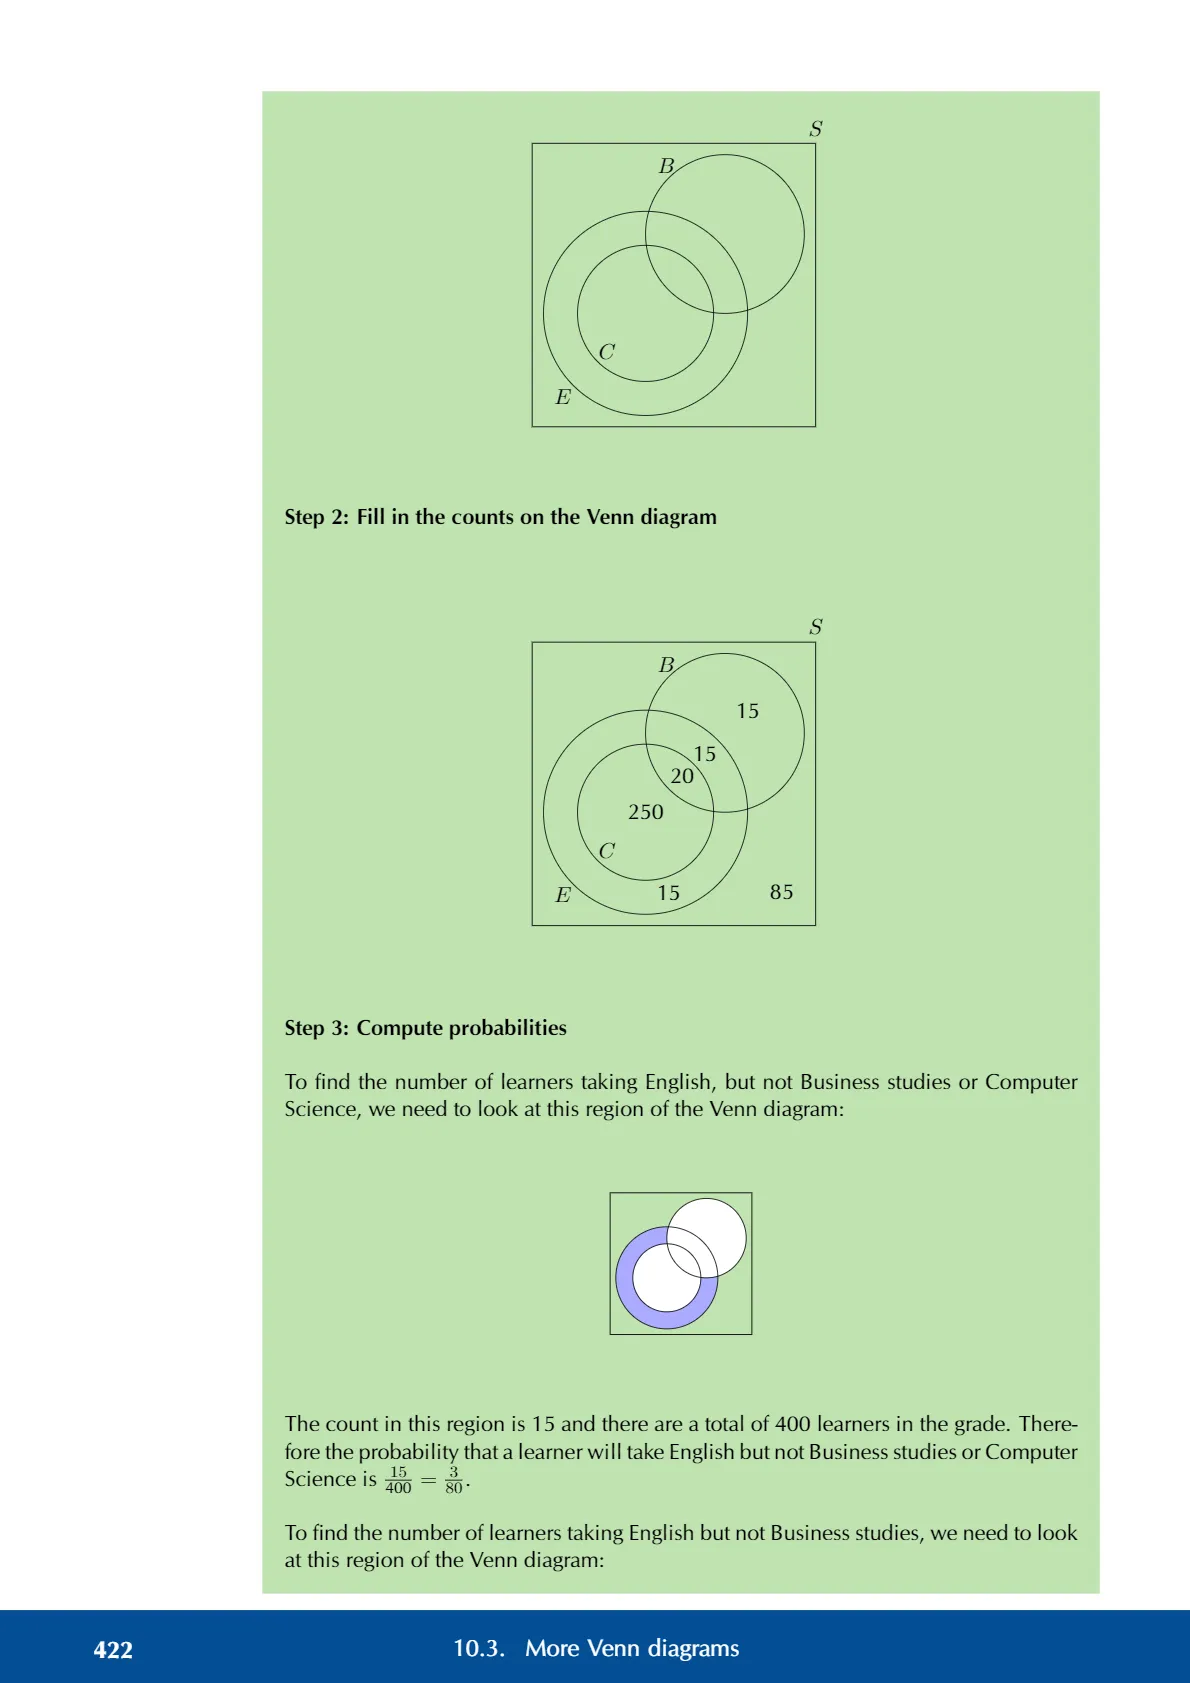 S
B
C
E
Step 2: Fill in the counts on the Venn diagram
S
B
15
15
20
250
C
E
15
85
Step 3: Compute probabilities
To find the number of learners taking English, but not Business studies or Computer
Science, we need to look at this region of the Venn diagram:
The count in this region is 15 and there are a total of 400 learners in the grade. There-
fore the probability that a learner will take English but not Business studies or Computer
Science is 15/400 = 3/80.
To find the number of learners taking English but not Business studies, we need to look
at this region of the Venn diagram:
422 10.3. More Venn diagrams